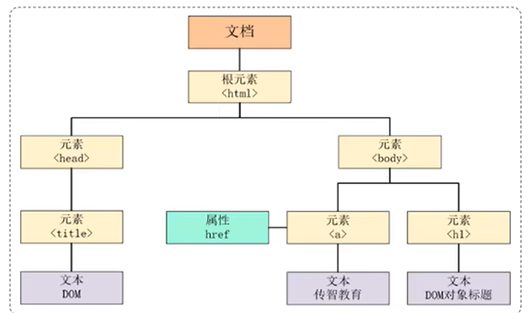 文档
根元素
<html>
元素
<head>
元素
<body>
元素
<title>
属性
href
元素
<a>
元素
<h1>
文本
DOM
文本
传智教育
文本
DOM对象标题